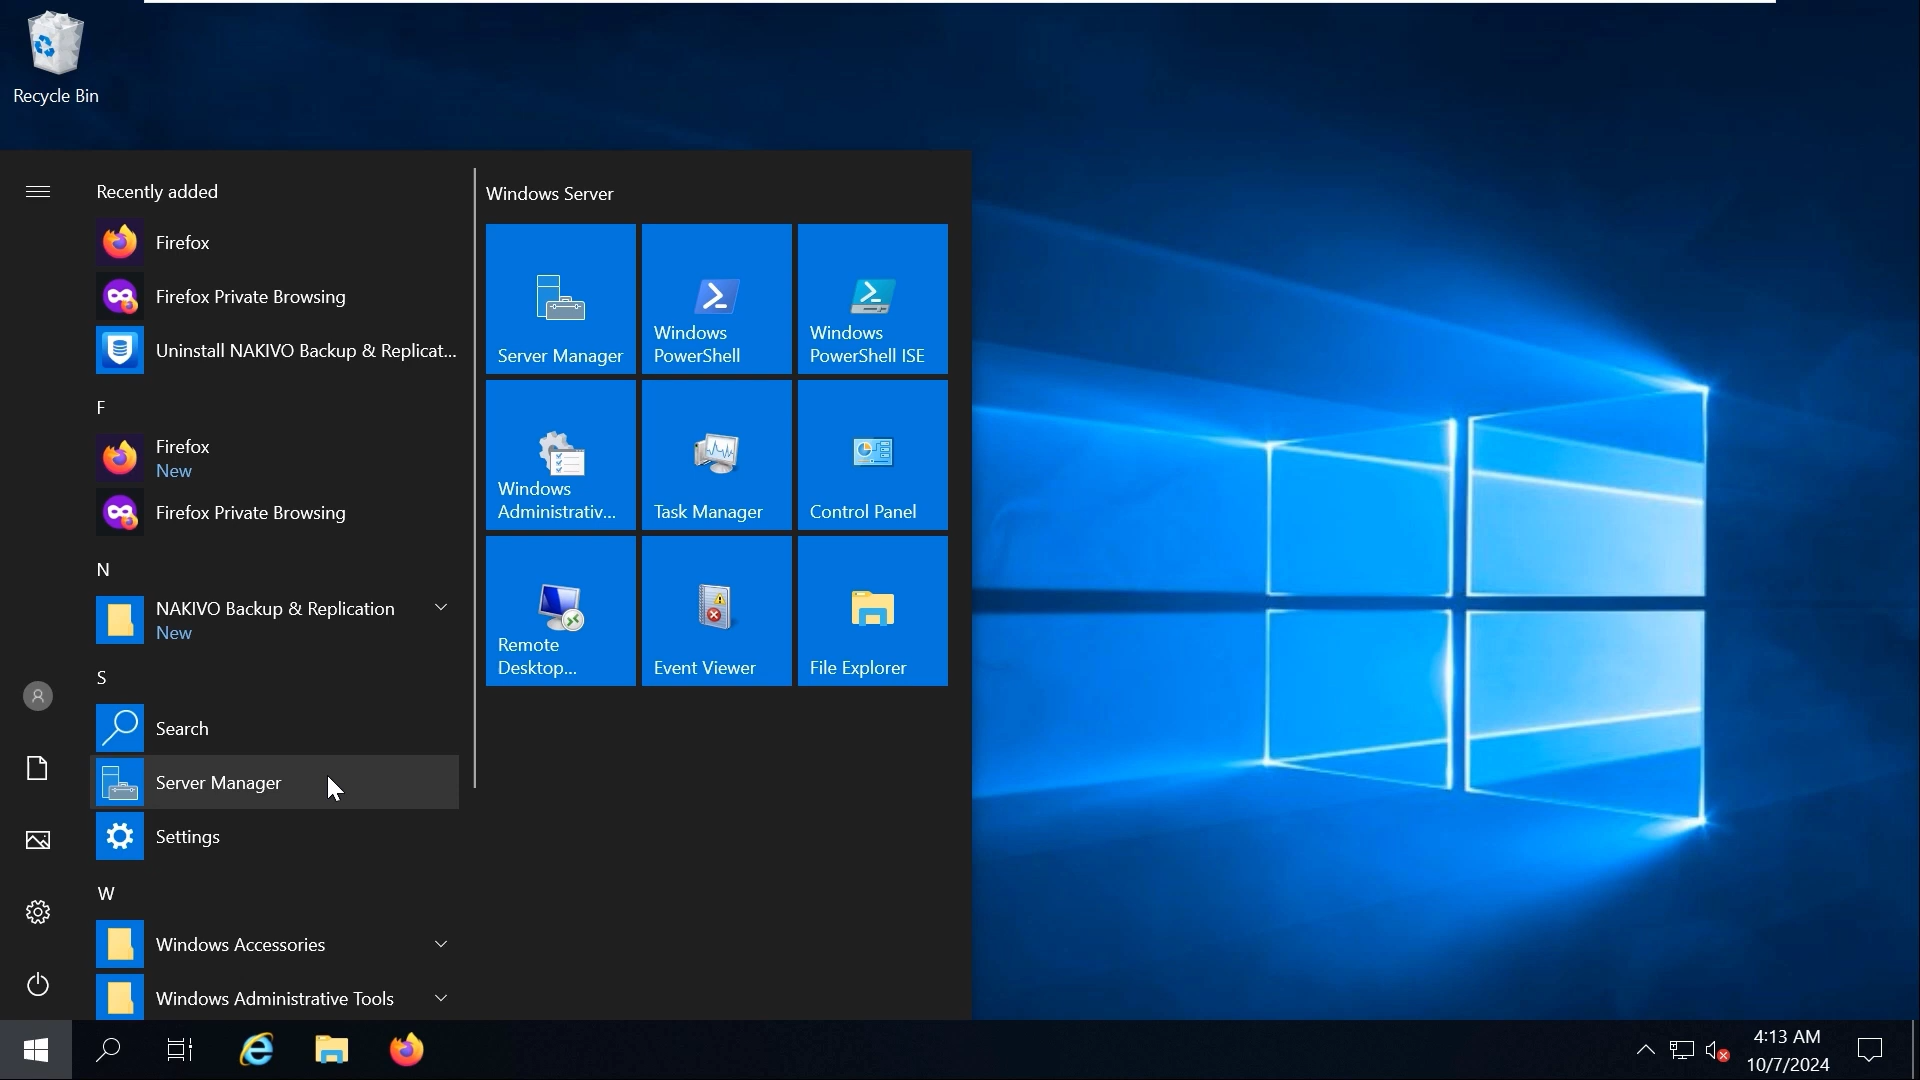 Recycle Bin
Recently added
Firefox
Firefox Private Browsing
Uninstall NAKIVO Backup & Replicat...
F
Firefox
New
Firefox Private Browsing
N
NAKIVO Backup & Replication
New
S
Search
Server Manager
Settings
W
Windows Accessories
Windows Administrative Tools
Windows Server
Server Manager
Windows
PowerShell
Windows
PowerShell ISE
Windows
Administrativ...
Task Manager
Control Panel
Remote
Desktop...
Event Viewer
File Explorer
4:13 AM
10/7/2024